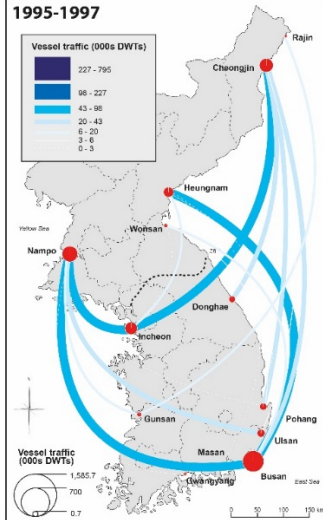 1995-1997
Vessel traffic (000s DWTs)
227 - 795
98 - 227
43 - 98
20 - 43
6 - 20
3 - 6
0 - 3
Rajin
Cheongjin
Heungnam
Wonsan
Yellow Sea
Nampo
38
Donghae
Incheon
Pohang
Gunsan
Ulsan
Masan
Busan
Gwangyang
East Sea
Vessel traffic
(000s DWTs)
1,585.7
700
0.7
0 50 100 150 km